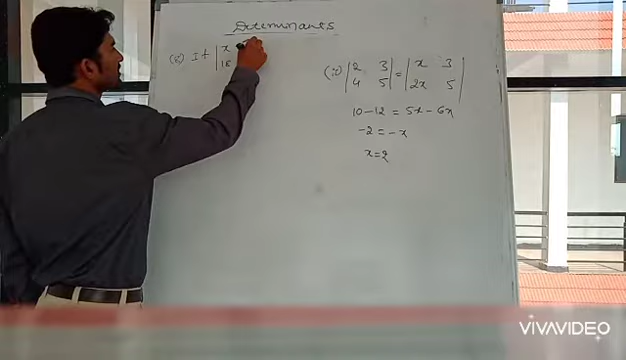 Determinants
If | x
18
(ii) | 2 3 | = | x 3 |
| 4 5 | | 2x 5 |
10-12 = 5x - 6x
-2 = -x
x=2
VIVAVIDEO